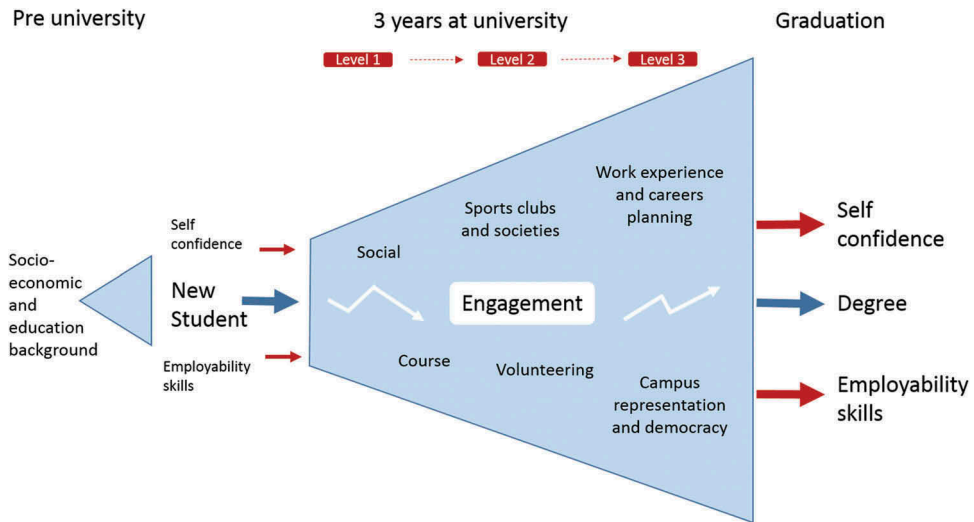 Pre university
3 years at university
Graduation
Level 1
Level 2
Level 3
Socio-
economic
and
education
background
Self
confidence
New
Student
Employability
skills
Social
Sports clubs
and societies
Work experience
and careers
planning
Engagement
Course
Volunteering
Campus
representation
and democracy
Self
confidence
Degree
Employability
skills